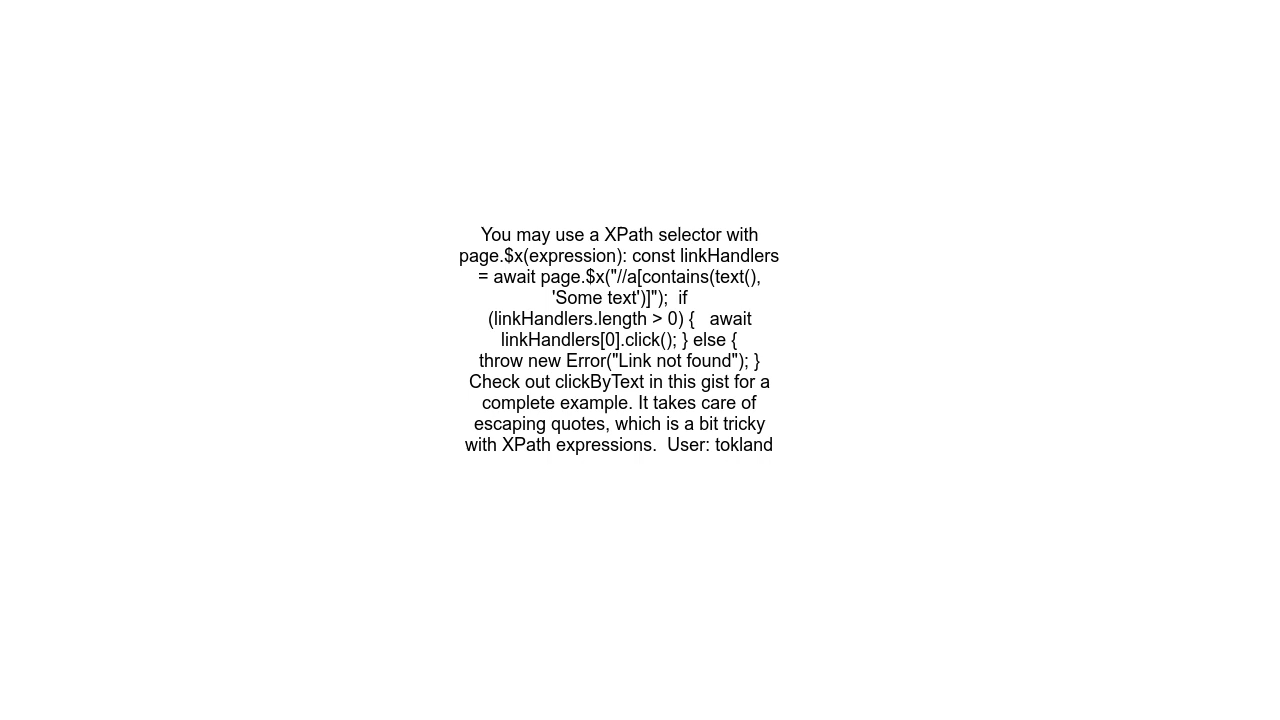 You may use a XPath selector with
page.$x(expression): const linkHandlers
= await page.$x("//a[contains(text(),
'Some text')]");  if
(linkHandlers.length > 0) {   await
linkHandlers[0].click(); } else {
throw new Error("Link not found"); }
Check out clickByText in this gist for a
complete example. It takes care of
escaping quotes, which is a bit tricky
with XPath expressions.  User: tokland